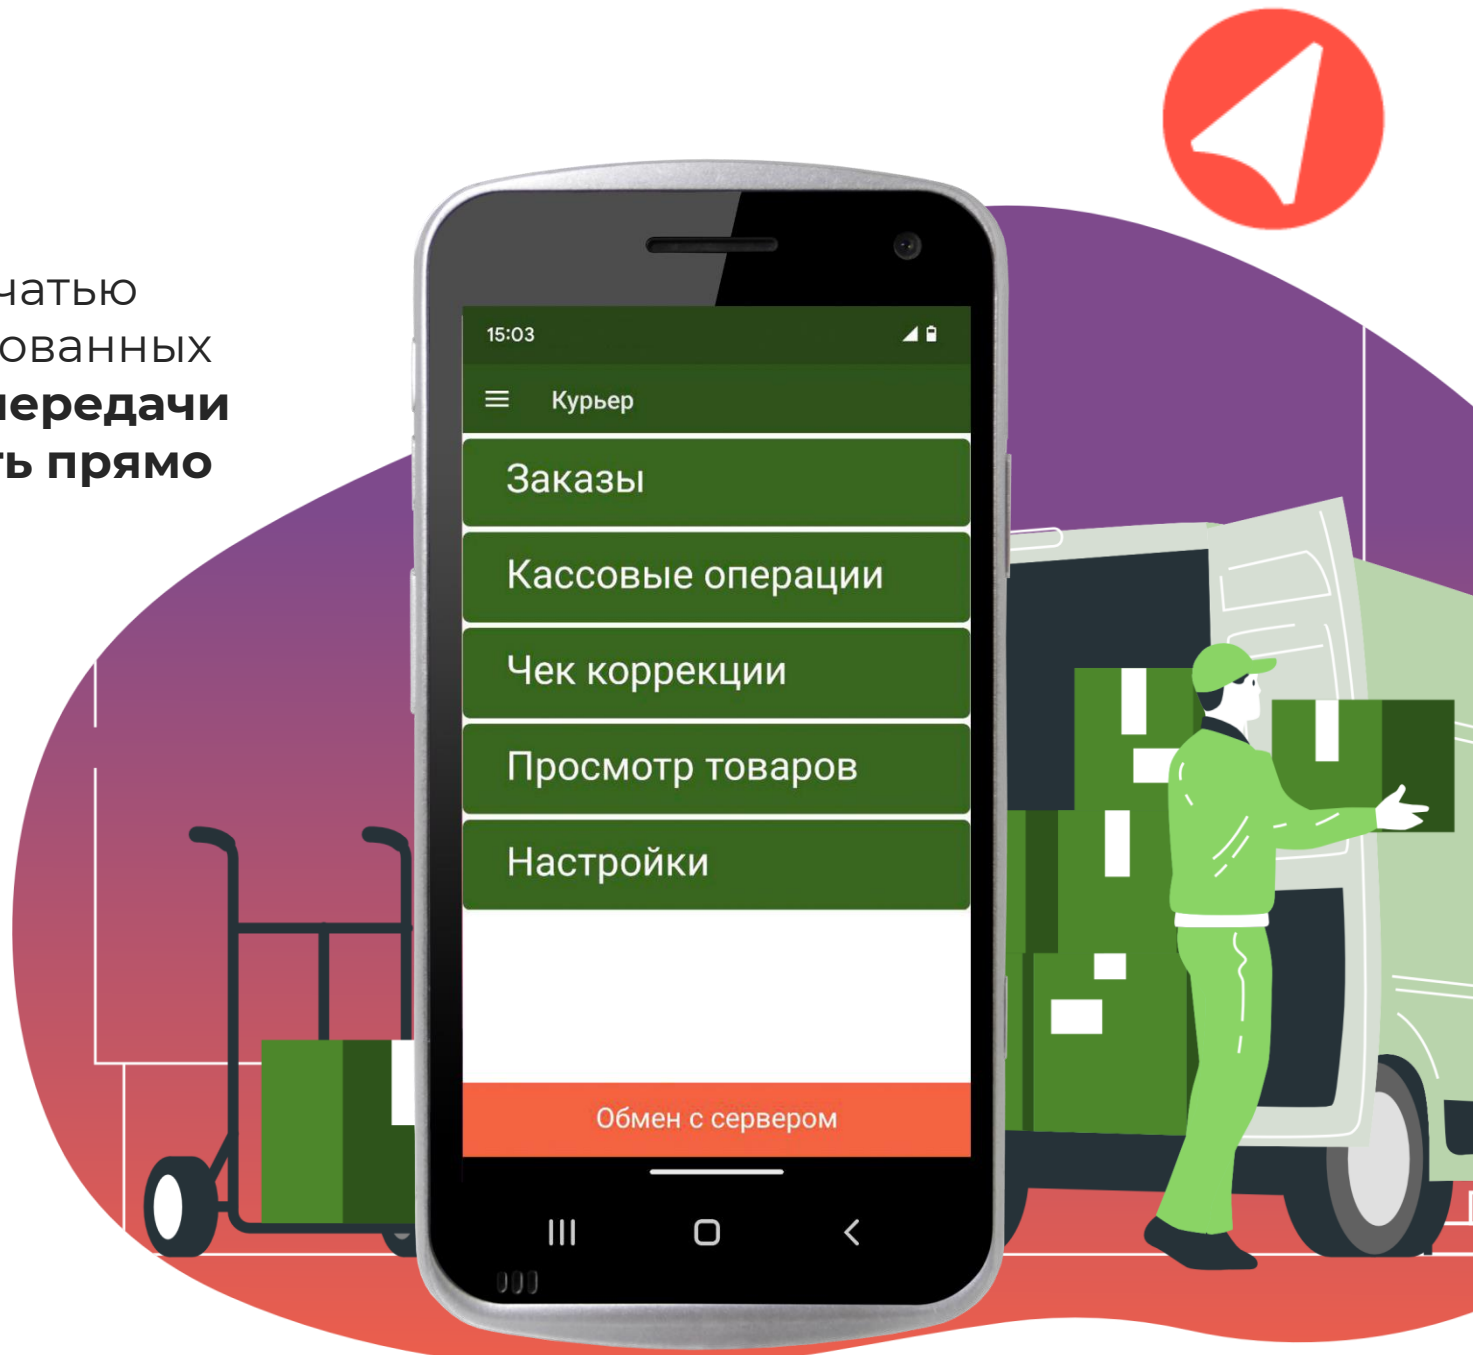 чатью
ованных
передачи
ть прямо
15:03
Курьер
Заказы
Кассовые операции
Чек коррекции
Просмотр товаров
Настройки
Обмен с сервером